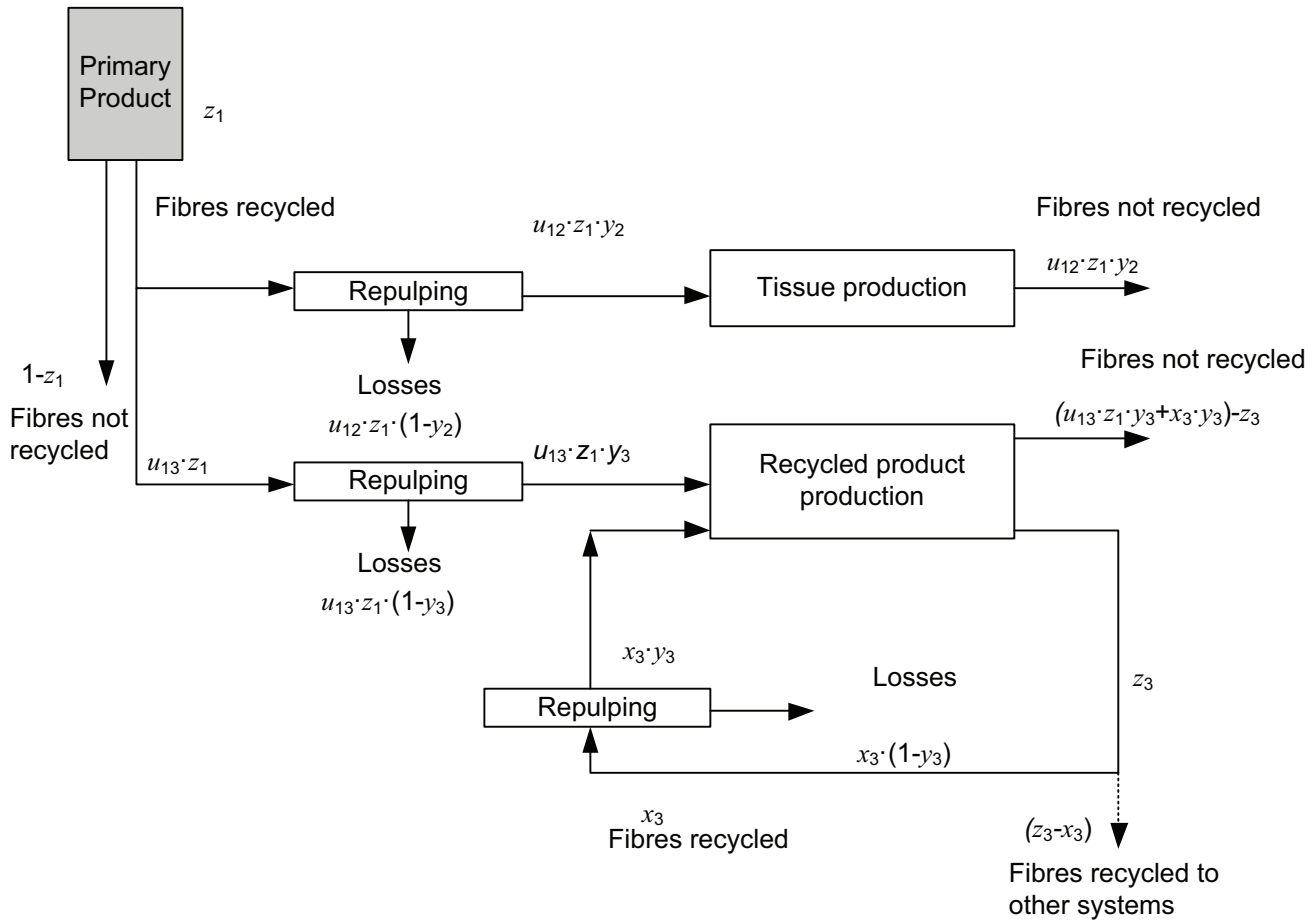 Primary
Product
z₁
Fibres recycled
Fibres not recycled
u₁₂·z₁·y₂
u₁₂·z₁·y₂
Repulping
Tissue production
Fibres not recycled
1-z₁
Losses
Fibres not
recycled
u₁₂·z₁·(1-y₂)
(u₁₃·z₁·y₃+x₃·y₃)-z₃
u₁₃·z₁
u₁₃·z₁·y₃
Repulping
Recycled product
production
Losses
u₁₃·z₁·(1-y₃)
x₃·y₃
Losses
z₃
Repulping
x₃·(1-y₃)
x₃
Fibres recycled
(z₃-x₃)
Fibres recycled to
other systems